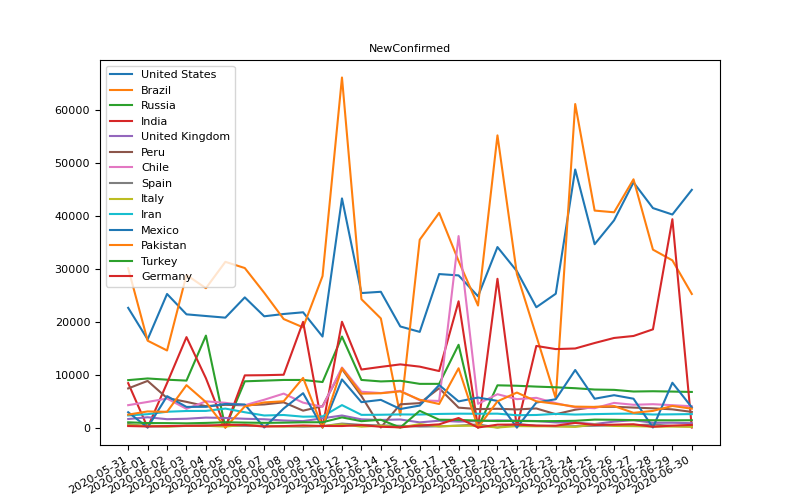 NewConfirmed
United States
Brazil
Russia
India
United Kingdom
Peru
Chile
Spain
Italy
Iran
Mexico
Pakistan
Turkey
Germany
60000
50000
40000
30000
20000
10000
0
2020-05-31
2020-06-01
2020-06-02
2020-06-03
2020-06-04
2020-06-05
2020-06-06
2020-06-07
2020-06-08
2020-06-09
2020-06-10
2020-06-12
2020-06-13
2020-06-14
2020-06-15
2020-06-16
2020-06-17
2020-06-18
2020-06-19
2020-06-20
2020-06-21
2020-06-22
2020-06-23
2020-06-24
2020-06-25
2020-06-26
2020-06-27
2020-06-28
2020-06-29
2020-06-30